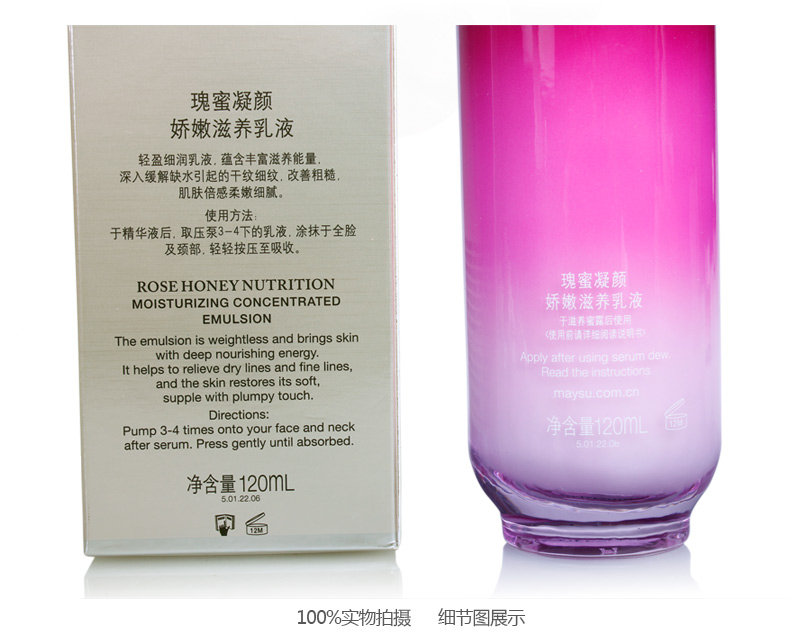 瑰蜜凝颜
娇嫩滋养乳液
轻盈细润乳液, 蕴含丰富滋养能量,
深入缓解缺水引起的干纹细纹, 改善粗糙,
肌肤倍感柔嫩细腻。
使用方法:
于精华液后, 取压泵3-4下的乳液, 涂抹于全脸
及颈部, 轻轻按压至吸收。
ROSE HONEY NUTRITION
MOISTURIZING CONCENTRATED
EMULSION
The emulsion is weightless and brings skin
with deep nourishing energy.
It helps to relieve dry lines and fine lines,
and the skin restores its soft,
supple with plumpy touch.
Directions:
Pump 3-4 times onto your face and neck
after serum. Press gently until absorbed.
净含量120mL
5.01.22.06
12M
瑰蜜凝颜
娇嫩滋养乳液
于滋养蜜露后使用
(使用前请详细阅读说明书)
Apply after using serum dew.
Read the instructions.
maysu.com.cn
净含量120mL
5.01.22.06
12M
100%实物拍摄 细节图展示